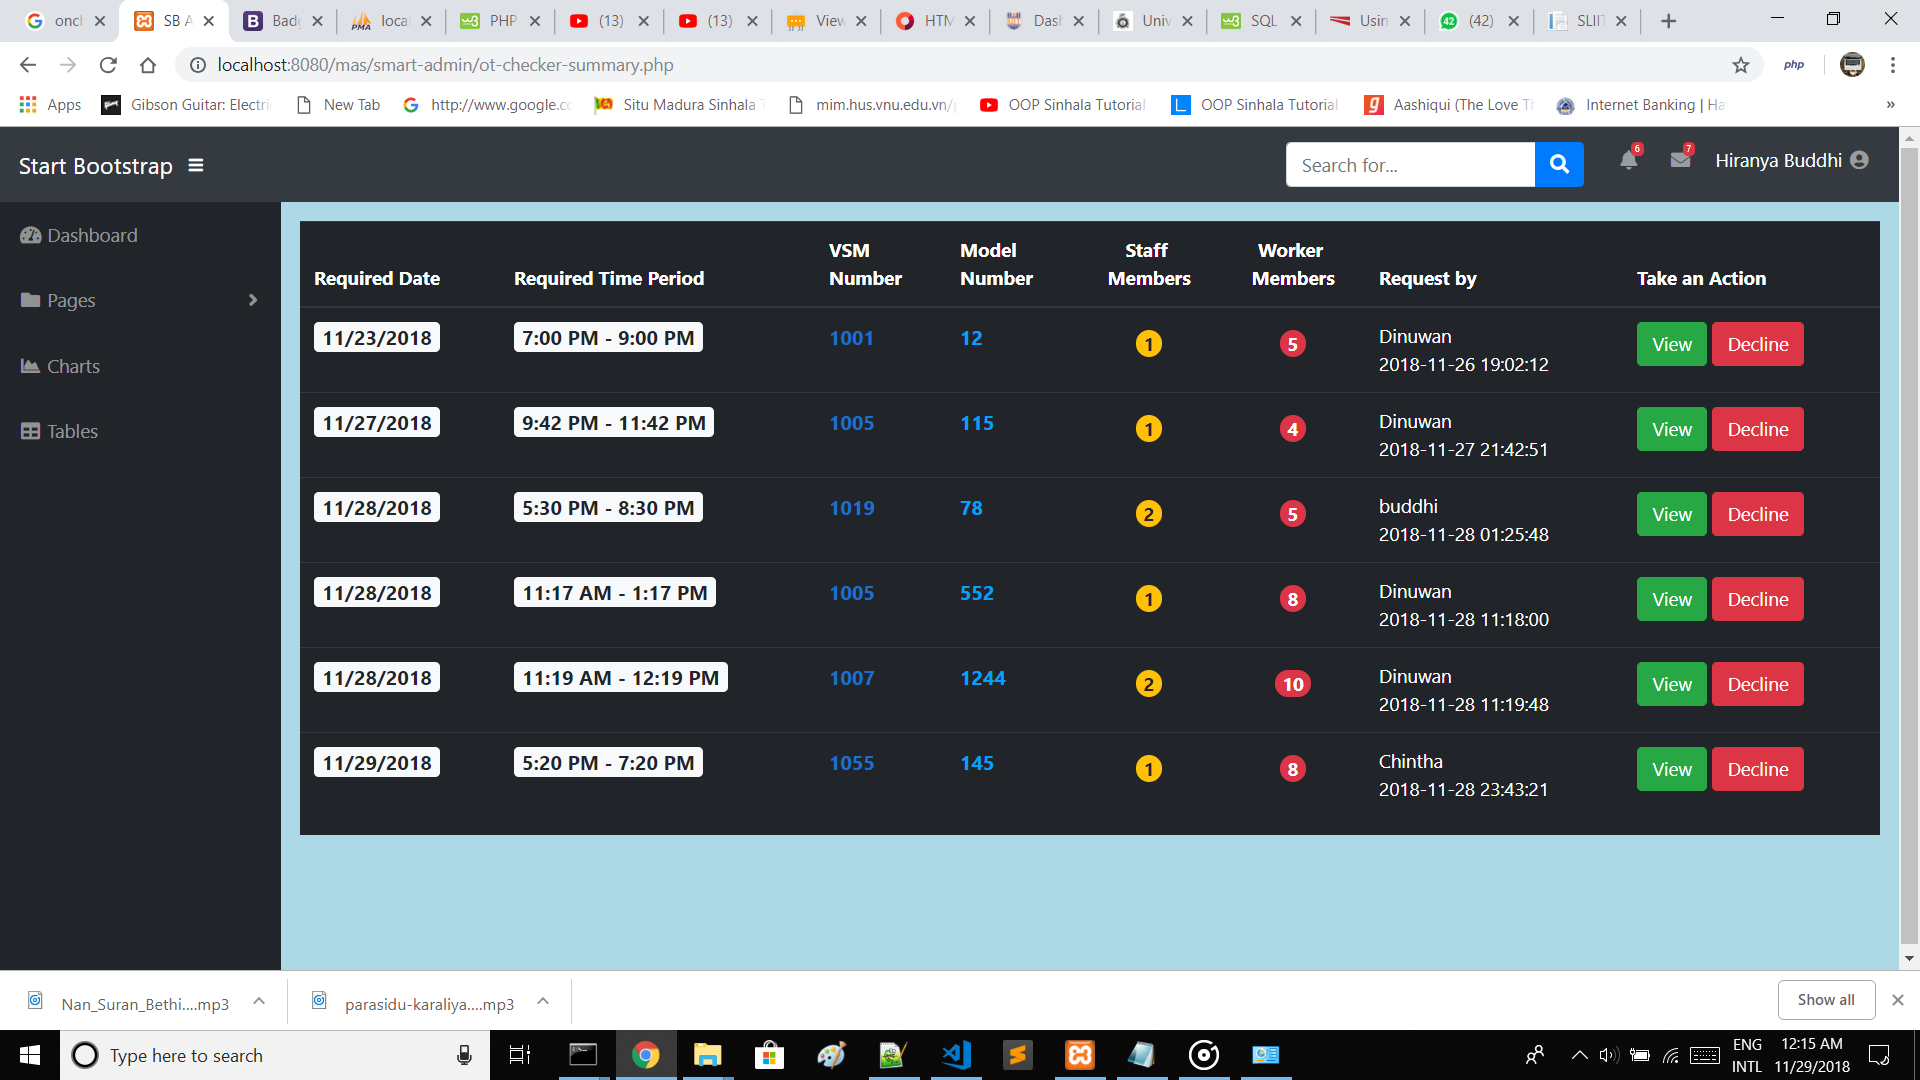 oncl
SB A
Badg
local
PHP
(13)
(13)
View
HTM
Dash
Univ
SQL
Usin
(42)
SLIIT
localhost:8080/mas/smart-admin/ot-checker-summary.php
php
Apps
Gibson Guitar: Electri
New Tab
http://www.google.co
Situ Madura Sinhala T
mim.hus.vnu.edu.vn/
OOP Sinhala Tutorial
OOP Sinhala Tutorial
Aashiqui (The Love Th
Internet Banking | Ha
»
Start Bootstrap
Search for...
6
7
Hiranya Buddhi
Dashboard
Pages
Charts
Tables
Required Date
Required Time Period
VSM
Number
Model
Number
Staff
Members
Worker
Members
Request by
Take an Action
11/23/2018
7:00 PM - 9:00 PM
1001
12
1
5
Dinuwan
2018-11-26 19:02:12
View
Decline
11/27/2018
9:42 PM - 11:42 PM
1005
115
1
4
Dinuwan
2018-11-27 21:42:51
View
Decline
11/28/2018
5:30 PM - 8:30 PM
1019
78
2
5
buddhi
2018-11-28 01:25:48
View
Decline
11/28/2018
11:17 AM - 1:17 PM
1005
552
1
8
Dinuwan
2018-11-28 11:18:00
View
Decline
11/28/2018
11:19 AM - 12:19 PM
1007
1244
2
10
Dinuwan
2018-11-28 11:19:48
View
Decline
11/29/2018
5:20 PM - 7:20 PM
1055
145
1
8
Chintha
2018-11-28 23:43:21
View
Decline
Nan_Suran_Bethi....mp3
parasidu-karaliya....mp3
Show all
Type here to search
ENG
INTL
12:15 AM
11/29/2018